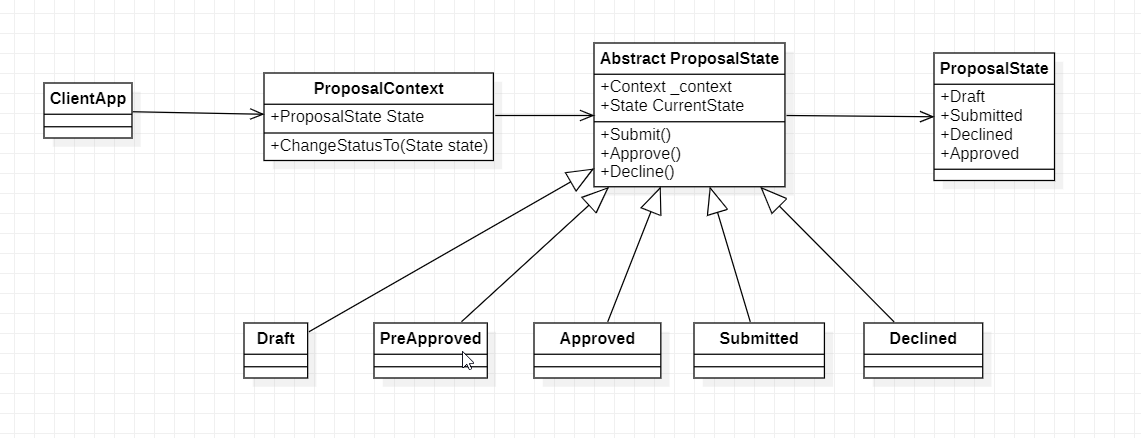 ClientApp
ProposalContext
+ProposalState State
+ChangeStatusTo(State state)
Abstract ProposalState
+Context _context
+State CurrentState
+Submit()
+Approve()
+Decline()
ProposalState
+Draft
+Submitted
+Declined
+Approved
Draft
PreApproved
Approved
Submitted
Declined